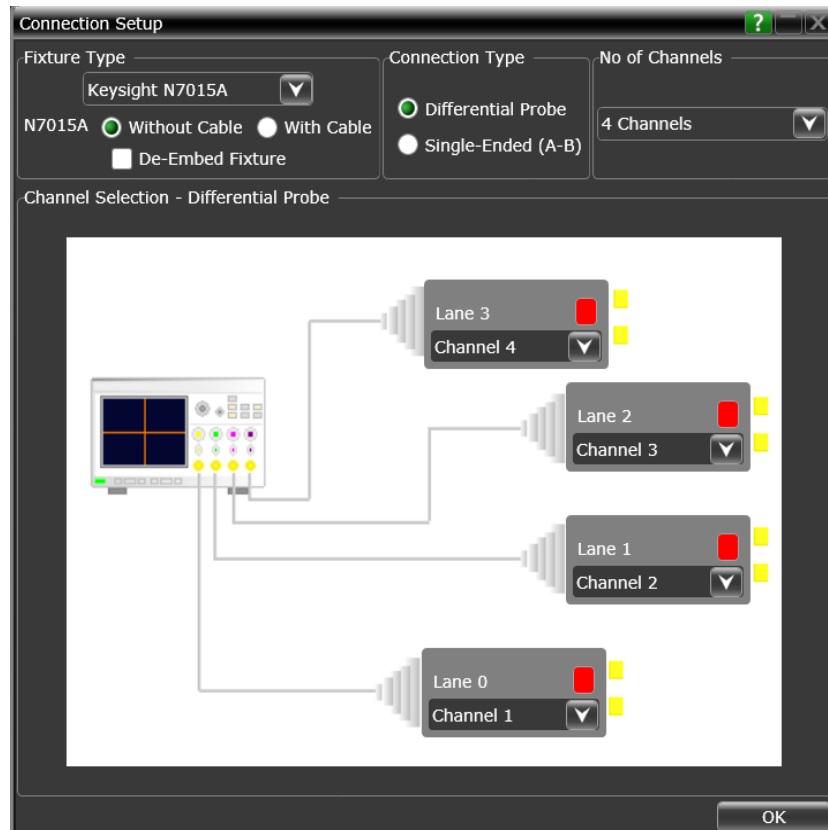 Connection Setup
?
Fixture Type
Keysight N7015A
N7015A Without Cable With Cable
De-Embed Fixture
Connection Type
Differential Probe
Single-Ended (A-B)
No of Channels
4 Channels
Channel Selection - Differential Probe
Lane 3
Channel 4
Lane 2
Channel 3
Lane 1
Channel 2
Lane 0
Channel 1
OK